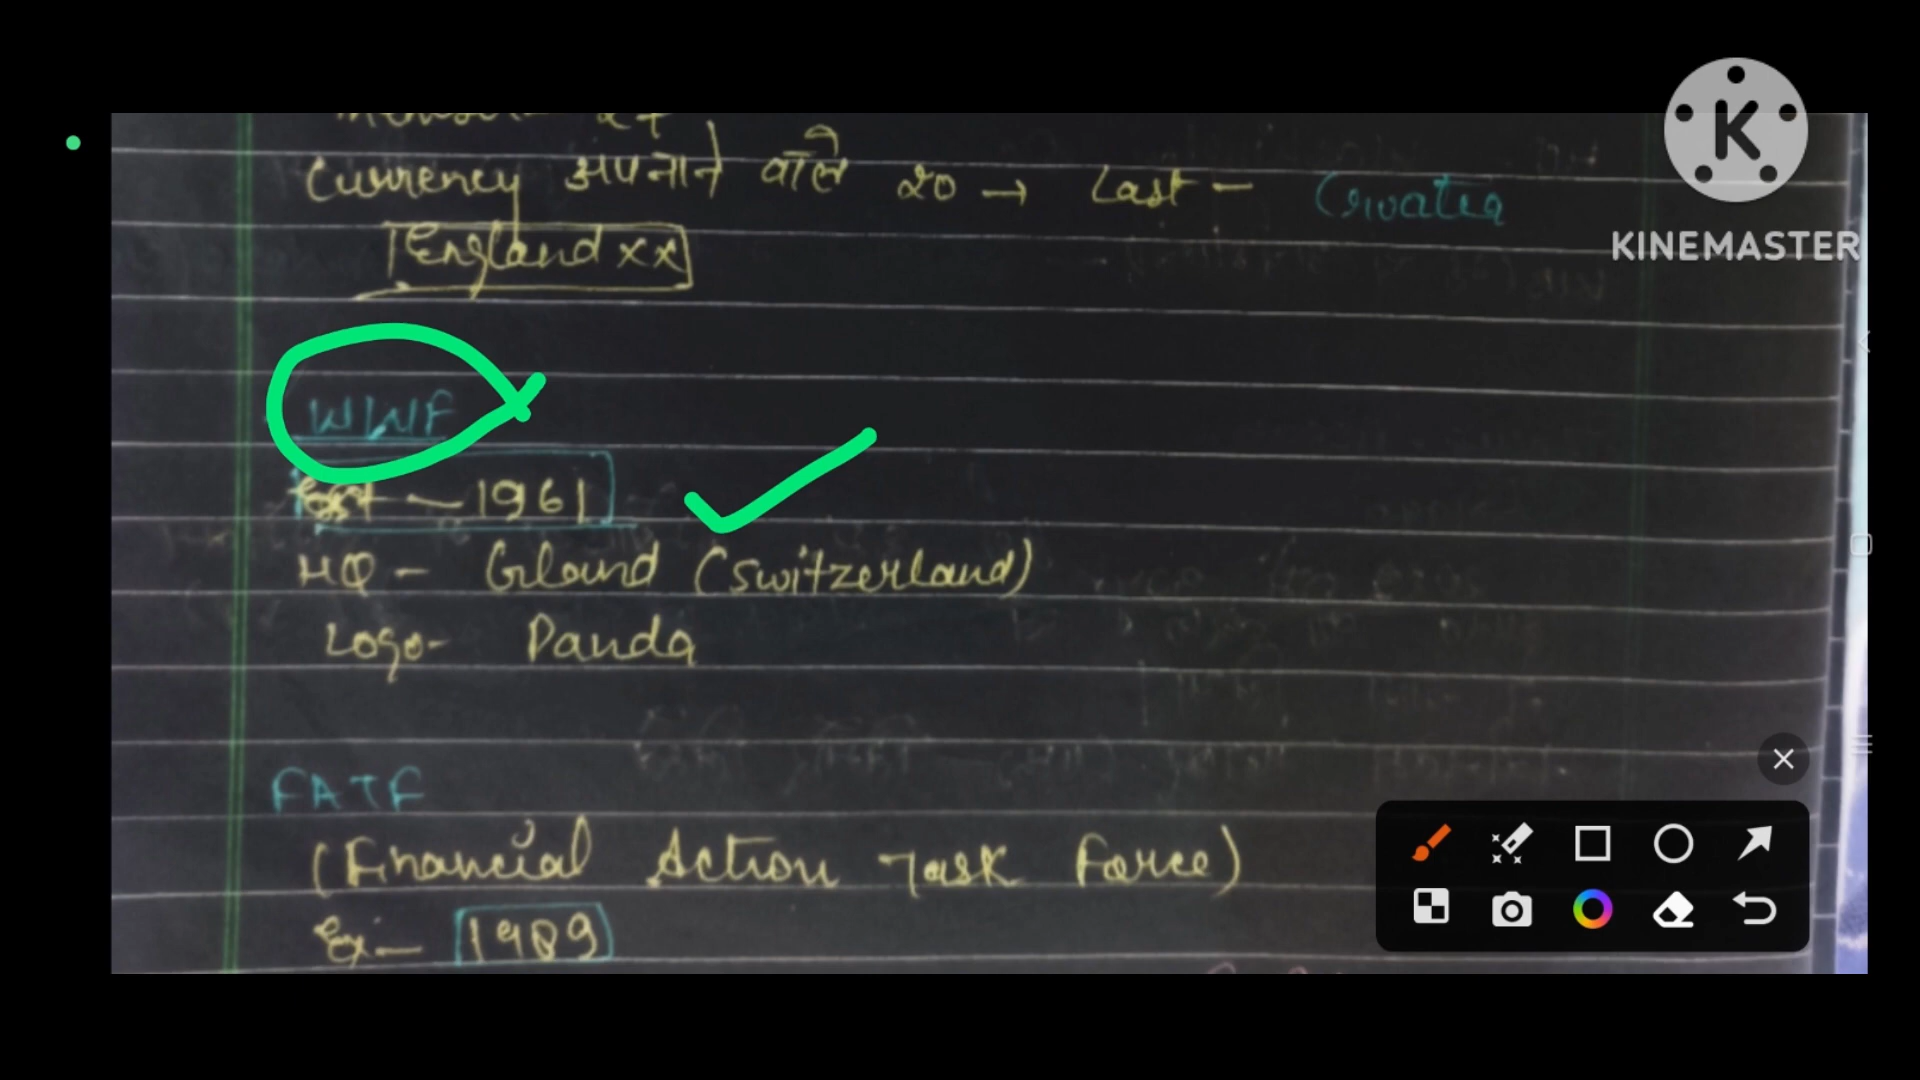 Currency अपनाने वाले 20 → Last - Croatia
England xx
WWF
Est - 1961
HQ - Gland (Switzerland)
Logo - Panda
FATF
(Financial Action Task Force)
1989
K
KINEMASTER